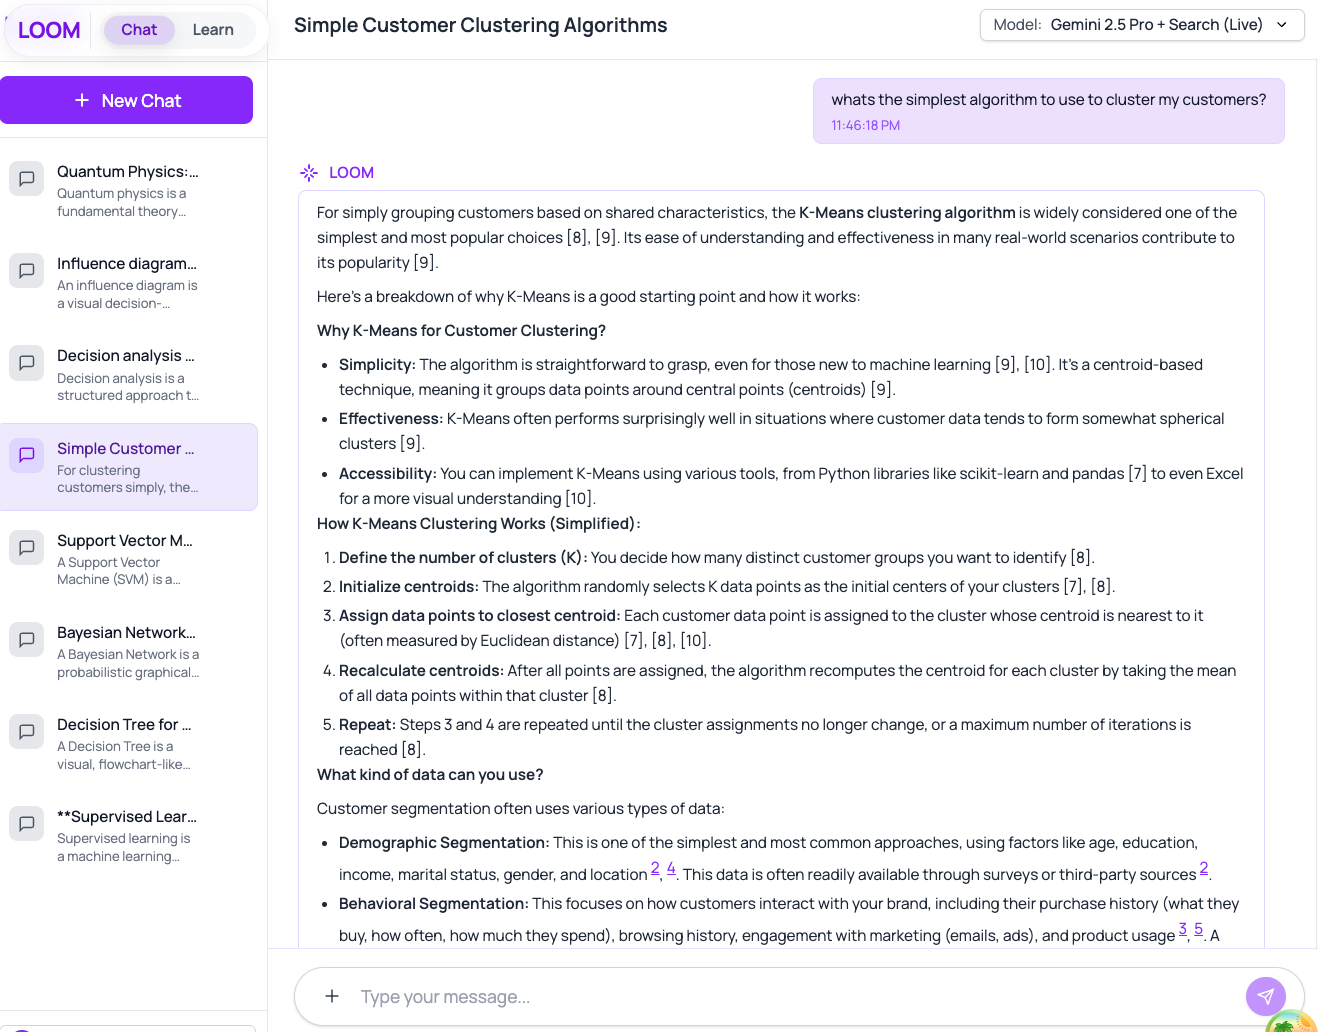 LOOM
Chat
Learn
Simple Customer Clustering Algorithms
Model: Gemini 2.5 Pro + Search (Live)
+ New Chat
Quantum Physics:...
Quantum physics is a
fundamental theory...
Influence diagram...
An influence diagram is
a visual decision-...
Decision analysis ...
Decision analysis is a
structured approach t...
Simple Customer ...
For clustering
customers simply, the...
Support Vector M...
A Support Vector
Machine (SVM) is a...
Bayesian Network...
A Bayesian Network is a
probabilistic graphical...
Decision Tree for ...
A Decision Tree is a
visual, flowchart-like...
**Supervised Lear...
Supervised learning is
a machine learning...
whats the simplest algorithm to use to cluster my customers?
11:46:18 PM
LOOM
For simply grouping customers based on shared characteristics, the K-Means clustering algorithm is widely considered one of the
simplest and most popular choices [8], [9]. Its ease of understanding and effectiveness in many real-world scenarios contribute to
its popularity [9].
Here's a breakdown of why K-Means is a good starting point and how it works:
Why K-Means for Customer Clustering?
• Simplicity: The algorithm is straightforward to grasp, even for those new to machine learning [9], [10]. It's a centroid-based
technique, meaning it groups data points around central points (centroids) [9].
• Effectiveness: K-Means often performs surprisingly well in situations where customer data tends to form somewhat spherical
clusters [9].
• Accessibility: You can implement K-Means using various tools, from Python libraries like scikit-learn and pandas [7] to even Excel
for a more visual understanding [10].
How K-Means Clustering Works (Simplified):
1. Define the number of clusters (K): You decide how many distinct customer groups you want to identify [8].
2. Initialize centroids: The algorithm randomly selects K data points as the initial centers of your clusters [7], [8].
3. Assign data points to closest centroid: Each customer data point is assigned to the cluster whose centroid is nearest to it
(often measured by Euclidean distance) [7], [8], [10].
4. Recalculate centroids: After all points are assigned, the algorithm recomputes the centroid for each cluster by taking the mean
of all data points within that cluster [8].
5. Repeat: Steps 3 and 4 are repeated until the cluster assignments no longer change, or a maximum number of iterations is
reached [8].
What kind of data can you use?
Customer segmentation often uses various types of data:
• Demographic Segmentation: This is one of the simplest and most common approaches, using factors like age, education,
income, marital status, gender, and location 2, 4. This data is often readily available through surveys or third-party sources 2.
• Behavioral Segmentation: This focuses on how customers interact with your brand, including their purchase history (what they
buy, how often, how much they spend), browsing history, engagement with marketing (emails, ads), and product usage 3, 5. A
Type your message...